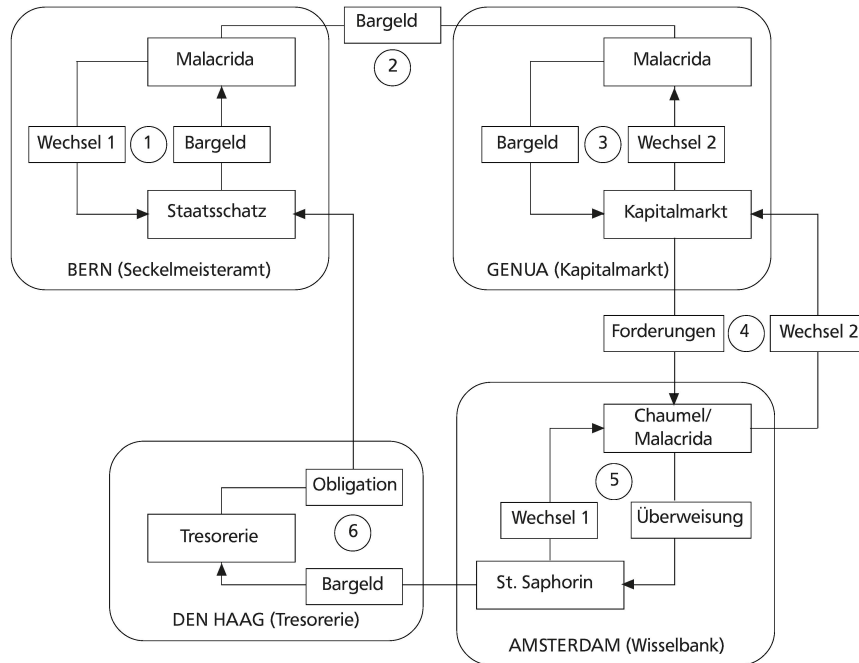 Bargeld
2
Malacrida
Wechsel 1
1
Bargeld
Staatsschatz
BERN (Seckelmeisteramt)
Malacrida
Bargeld
3
Wechsel 2
Kapitalmarkt
GENUA (Kapitalmarkt)
Forderungen
4
Wechsel 2
Chaumel/
Malacrida
5
Wechsel 1
Überweisung
St. Saphorin
AMSTERDAM (Wisselbank)
Obligation
6
Tresorerie
Bargeld
DEN HAAG (Tresorerie)